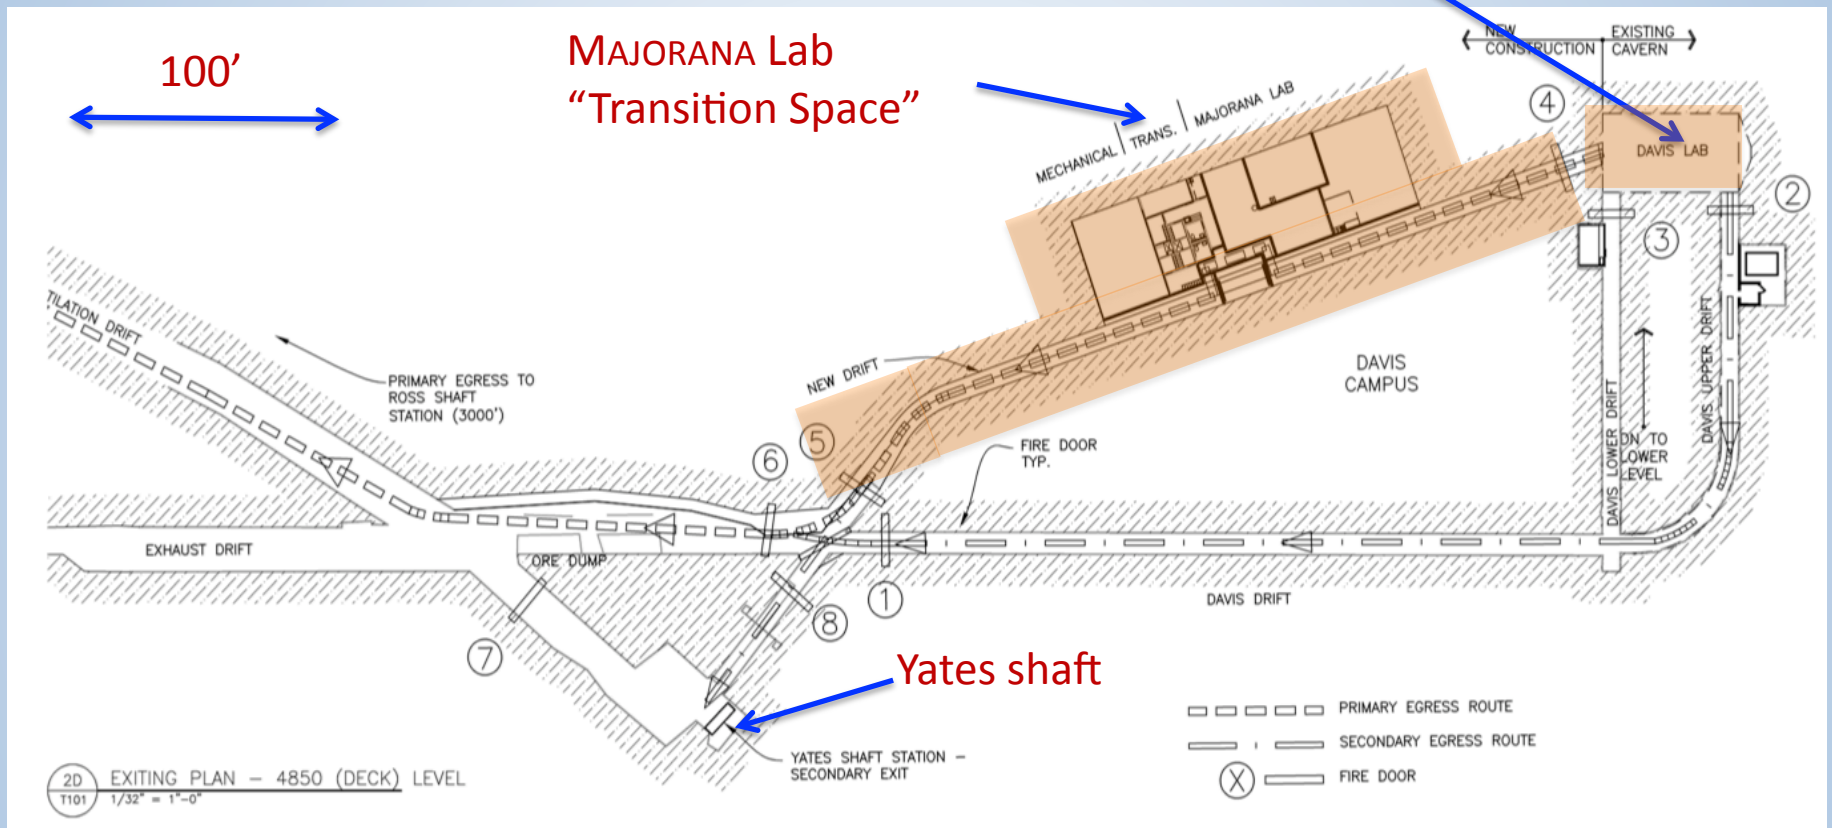 100’
MAJORANA Lab
“Transition Space”
NEW
CONSTRUCTION
EXISTING
CAVERN
MECHANICAL
TRANS.
MAJORANA LAB
4
DAVIS LAB
2
3
TILATION DRIFT
PRIMARY EGRESS TO
ROSS SHAFT
STATION (3000')
NEW DRIFT
DAVIS
CAMPUS
DAVIS LOWER DRIFT
DAVIS UPPER DRIFT
DN TO
LOWER
LEVEL
5
6
FIRE DOOR
TYP.
EXHAUST DRIFT
ORE DUMP
1
DAVIS DRIFT
8
7
Yates shaft
YATES SHAFT STATION –
SECONDARY EXIT
PRIMARY EGRESS ROUTE
SECONDARY EGRESS ROUTE
X
FIRE DOOR
2D
T101
EXITING PLAN – 4850 (DECK) LEVEL
1/32" = 1'-0"